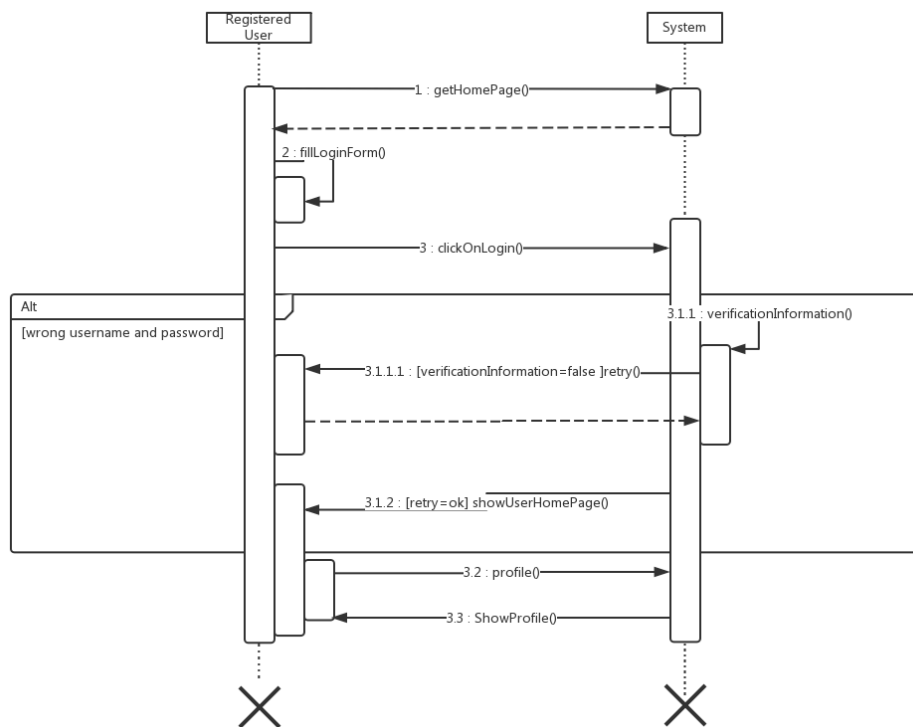 Registered
User
System
1 : getHomePage()
2 : fillLoginForm()
3 : clickOnLogin()
Alt
3.1.1 : verificationInformation()
[wrong username and password]
3.1.1.1 : [verificationInformation=false ]retry()
3.1.2 : [retry=ok] showUserHomePage()
3.2 : profile()
3.3 : ShowProfile()